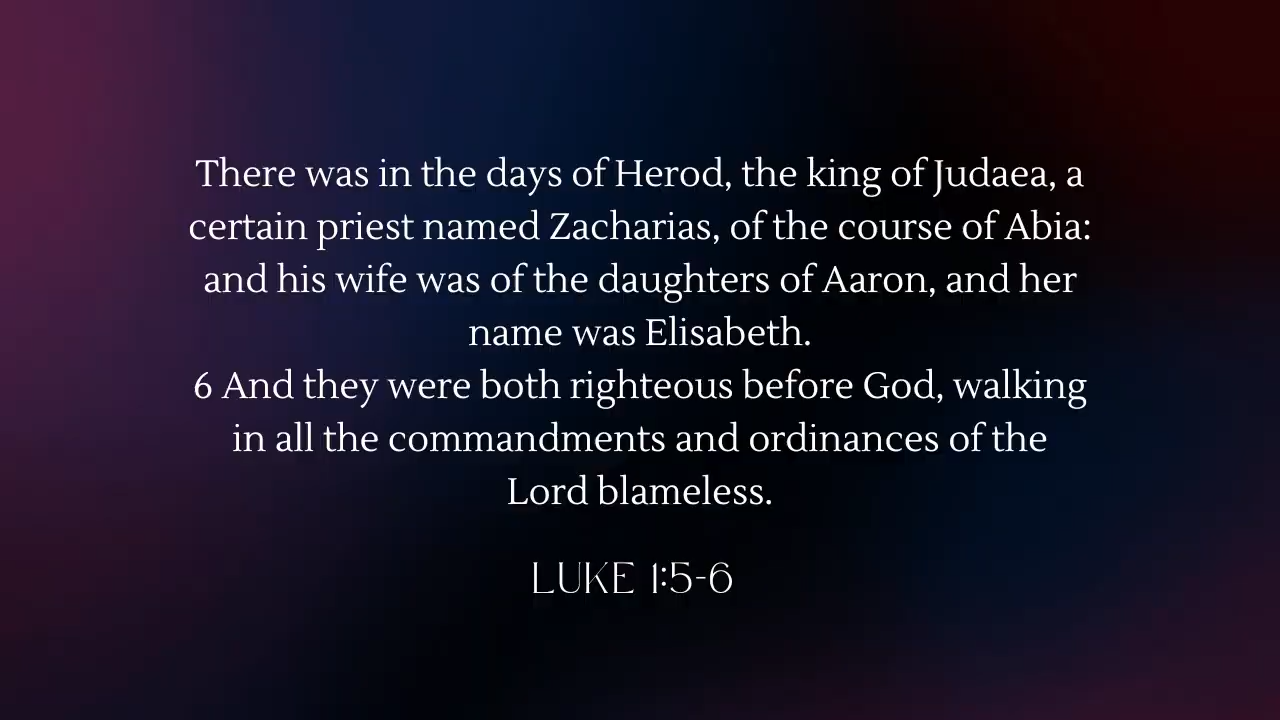 There was in the days of Herod, the king of Judaea, a
certain priest named Zacharias, of the course of Abia:
and his wife was of the daughters of Aaron, and her
name was Elisabeth.
6 And they were both righteous before God, walking
in all the commandments and ordinances of the
Lord blameless.
LUKE 1:5-6